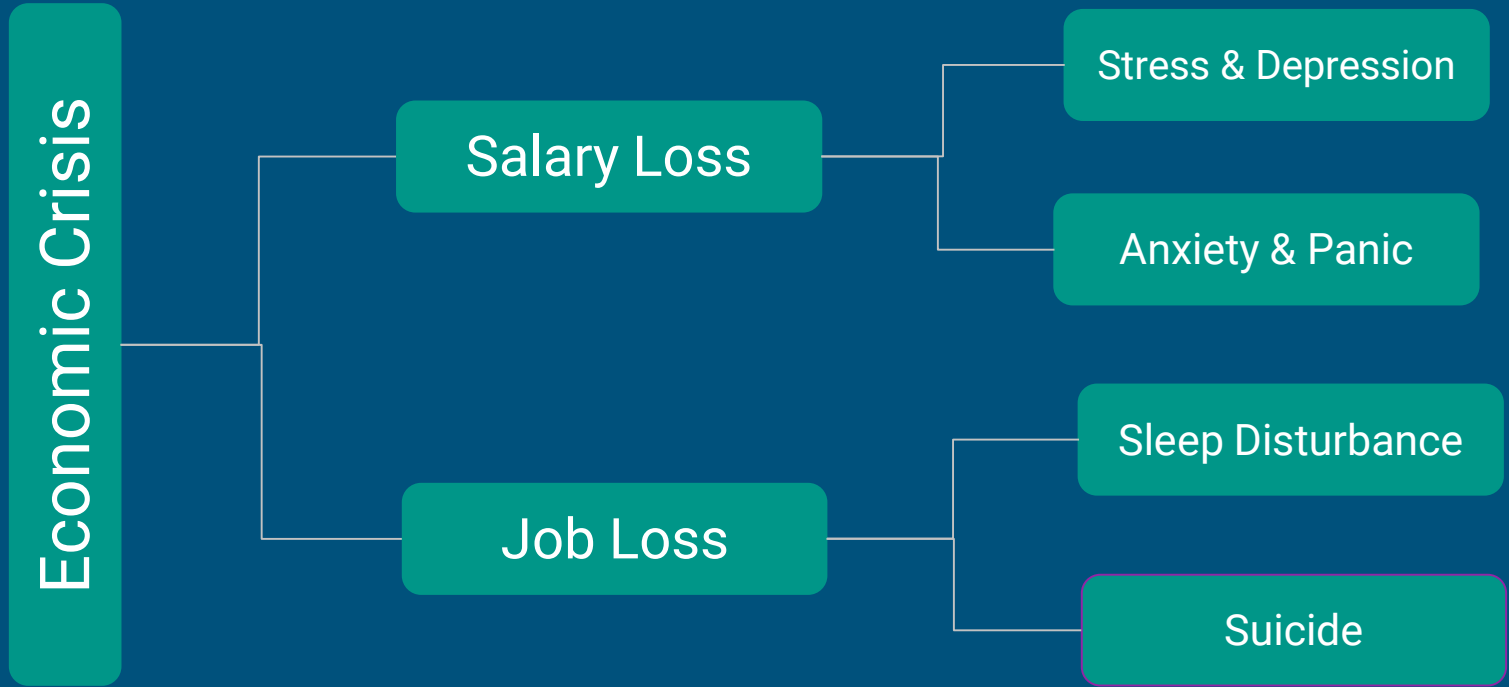 Economic Crisis
Salary Loss
Stress & Depression
Anxiety & Panic
Job Loss
Sleep Disturbance
Suicide